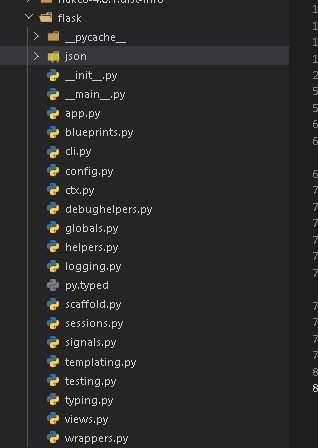 flask
__pycache__
json
__init__.py
__main__.py
app.py
blueprints.py
cli.py
config.py
ctx.py
debughelpers.py
globals.py
helpers.py
logging.py
py.typed
scaffold.py
sessions.py
signals.py
templating.py
testing.py
typing.py
views.py
wrappers.py